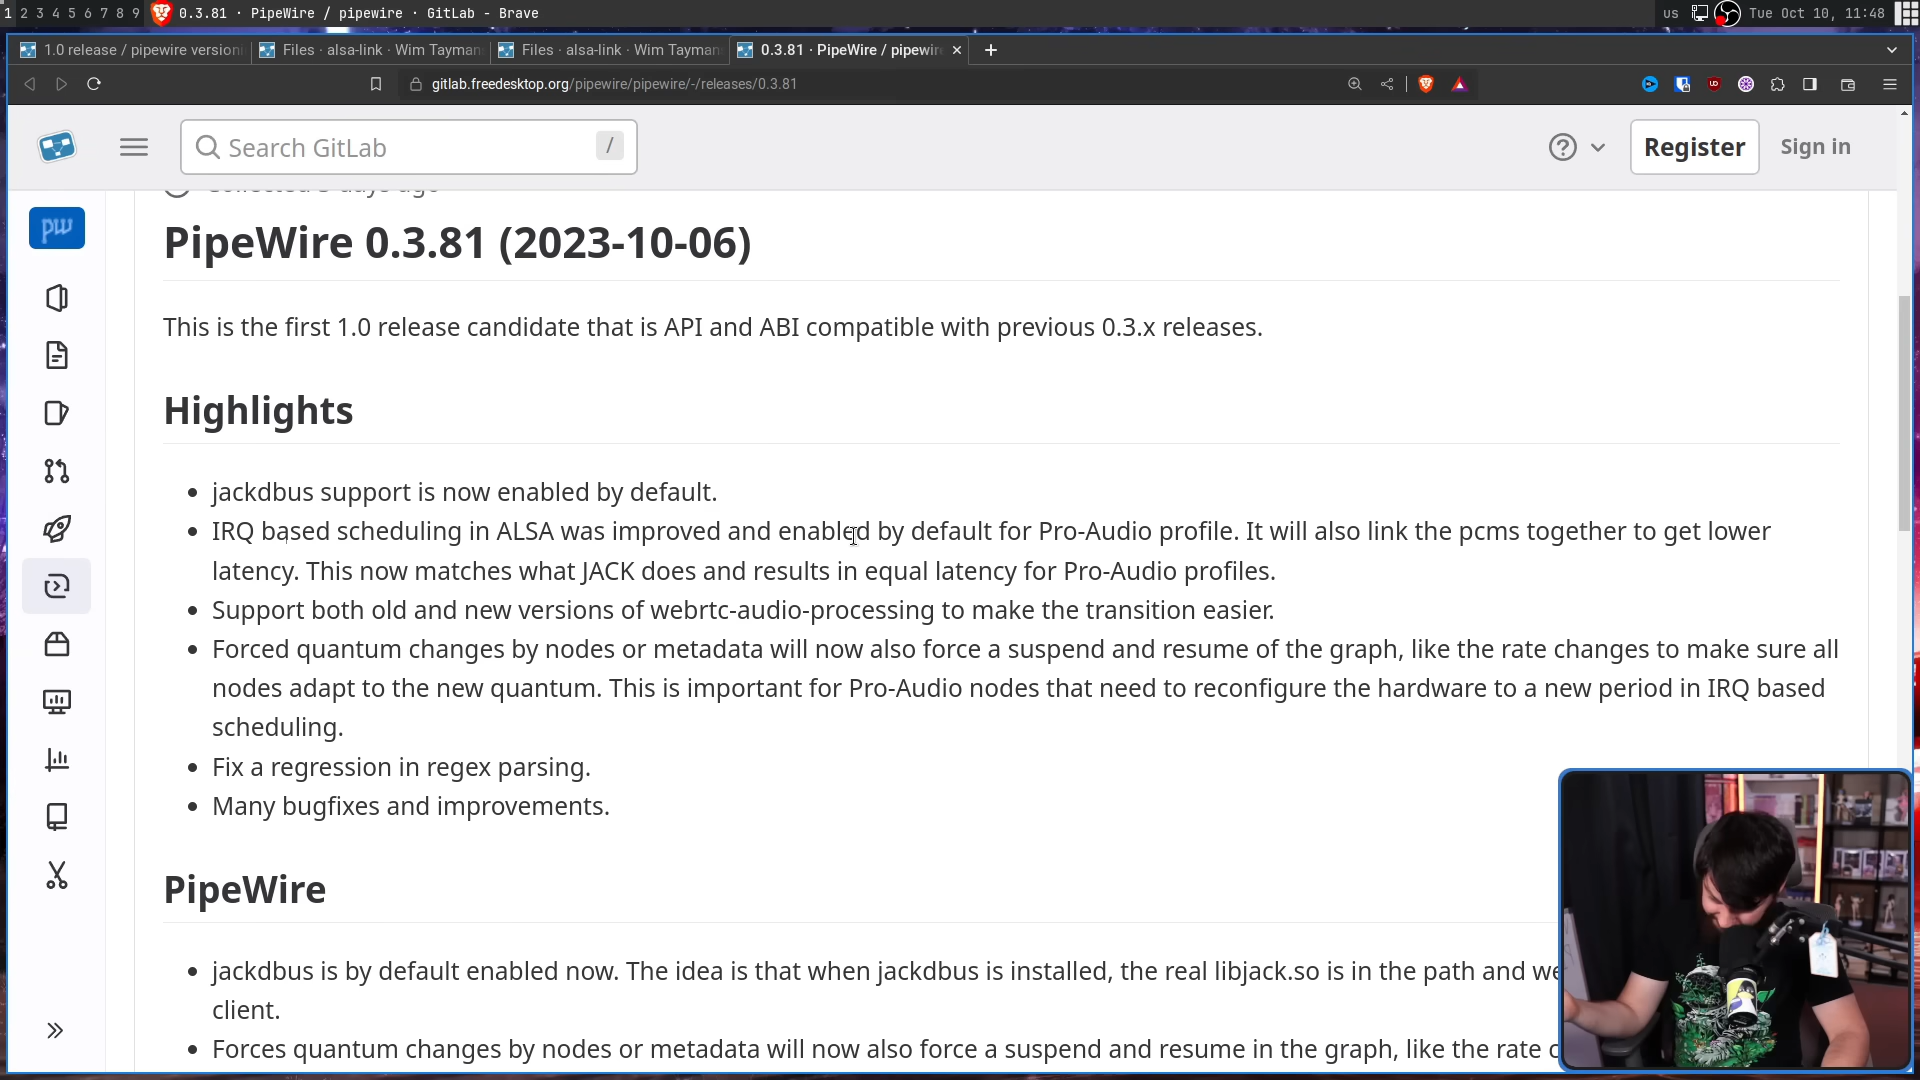 1 2 3 4 5 6 7 8 9 0.3.81 · PipeWire / pipewire · GitLab - Brave us Tue Oct 10, 11:48
1.0 release / pipewire version Files · alsa-link · Wim Tayman Files · alsa-link · Wim Tayman 0.3.81 · PipeWire / pipewire
gitlab.freedesktop.org/pipewire/pipewire/-/releases/0.3.81
Search GitLab / Register Sign in
pw
PipeWire 0.3.81 (2023-10-06)
This is the first 1.0 release candidate that is API and ABI compatible with previous 0.3.x releases.
Highlights
jackdbus support is now enabled by default.
IRQ based scheduling in ALSA was improved and enabled by default for Pro-Audio profile. It will also link the pcms together to get lower
latency. This now matches what JACK does and results in equal latency for Pro-Audio profiles.
Support both old and new versions of webrtc-audio-processing to make the transition easier.
Forced quantum changes by nodes or metadata will now also force a suspend and resume of the graph, like the rate changes to make sure all
nodes adapt to the new quantum. This is important for Pro-Audio nodes that need to reconfigure the hardware to a new period in IRQ based
scheduling.
Fix a regression in regex parsing.
Many bugfixes and improvements.
PipeWire
jackdbus is by default enabled now. The idea is that when jackdbus is installed, the real libjack.so is in the path and we
client.
Forces quantum changes by nodes or metadata will now also force a suspend and resume in the graph, like the rate